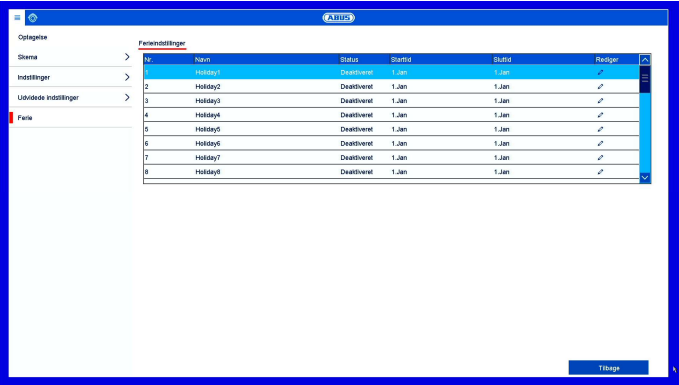 ABUS
Optagelse
Skema
Indstillinger
Udvidede indstillinger
Ferie
Ferieindstillinger
Nr. Navn Status Starttid Sluttid Rediger
1 Holiday1 Deaktiveret 1.Jan 1.Jan
2 Holiday2 Deaktiveret 1.Jan 1.Jan
3 Holiday3 Deaktiveret 1.Jan 1.Jan
4 Holiday4 Deaktiveret 1.Jan 1.Jan
5 Holiday5 Deaktiveret 1.Jan 1.Jan
6 Holiday6 Deaktiveret 1.Jan 1.Jan
7 Holiday7 Deaktiveret 1.Jan 1.Jan
8 Holiday8 Deaktiveret 1.Jan 1.Jan
Tilbage